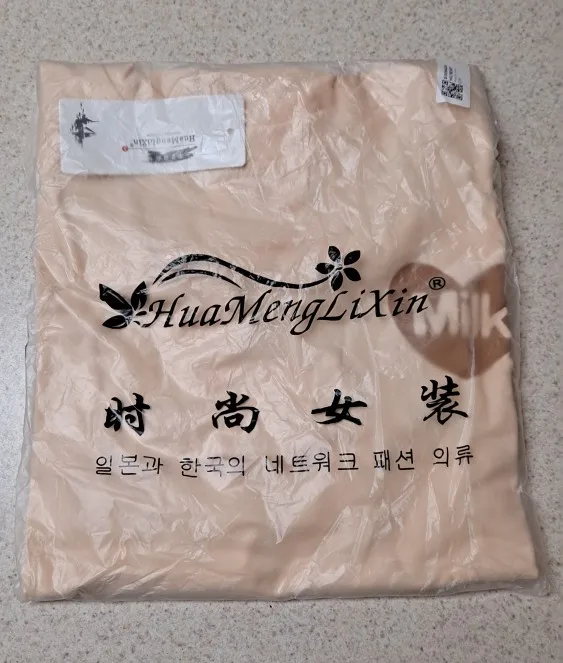 HuaMengLiXin®
HuaMengLiXin®
Milk
时尚女装
일본과 한국의 네트워크 패션 의류